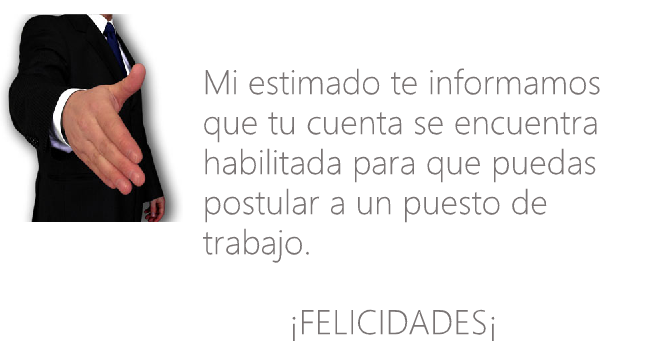 Mi estimado te informamos
que tu cuenta se encuentra
habilitada para que puedas
postular a un puesto de
trabajo.
¡FELICIDADES¡